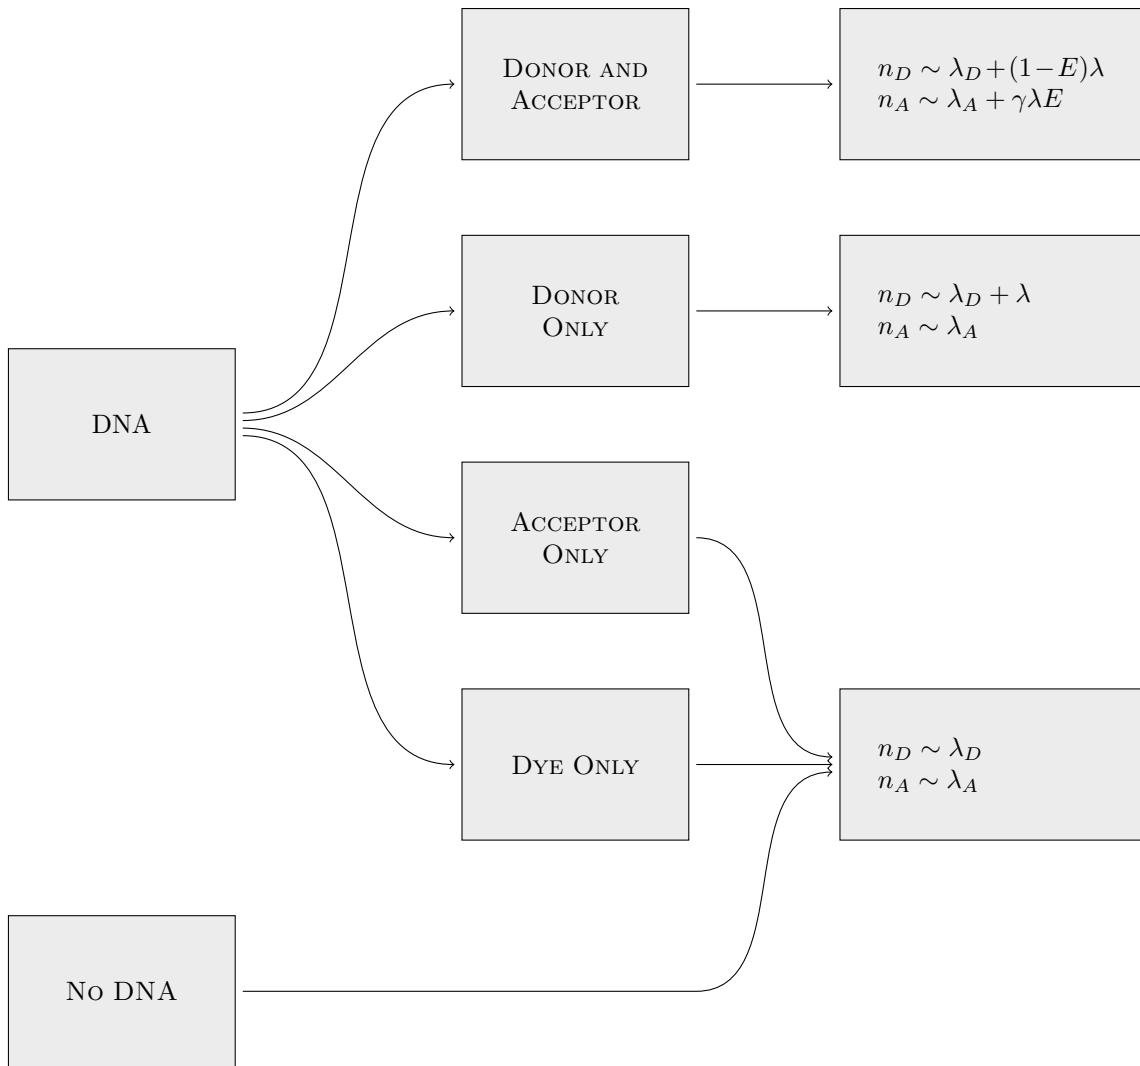 DONOR AND
ACCEPTOR
n_D ∼ λ_D + (1−E)λ
n_A ∼ λ_A + γλE
DONOR
ONLY
n_D ∼ λ_D + λ
n_A ∼ λ_A
DNA
ACCEPTOR
ONLY
DYE ONLY
n_D ∼ λ_D
n_A ∼ λ_A
NO DNA